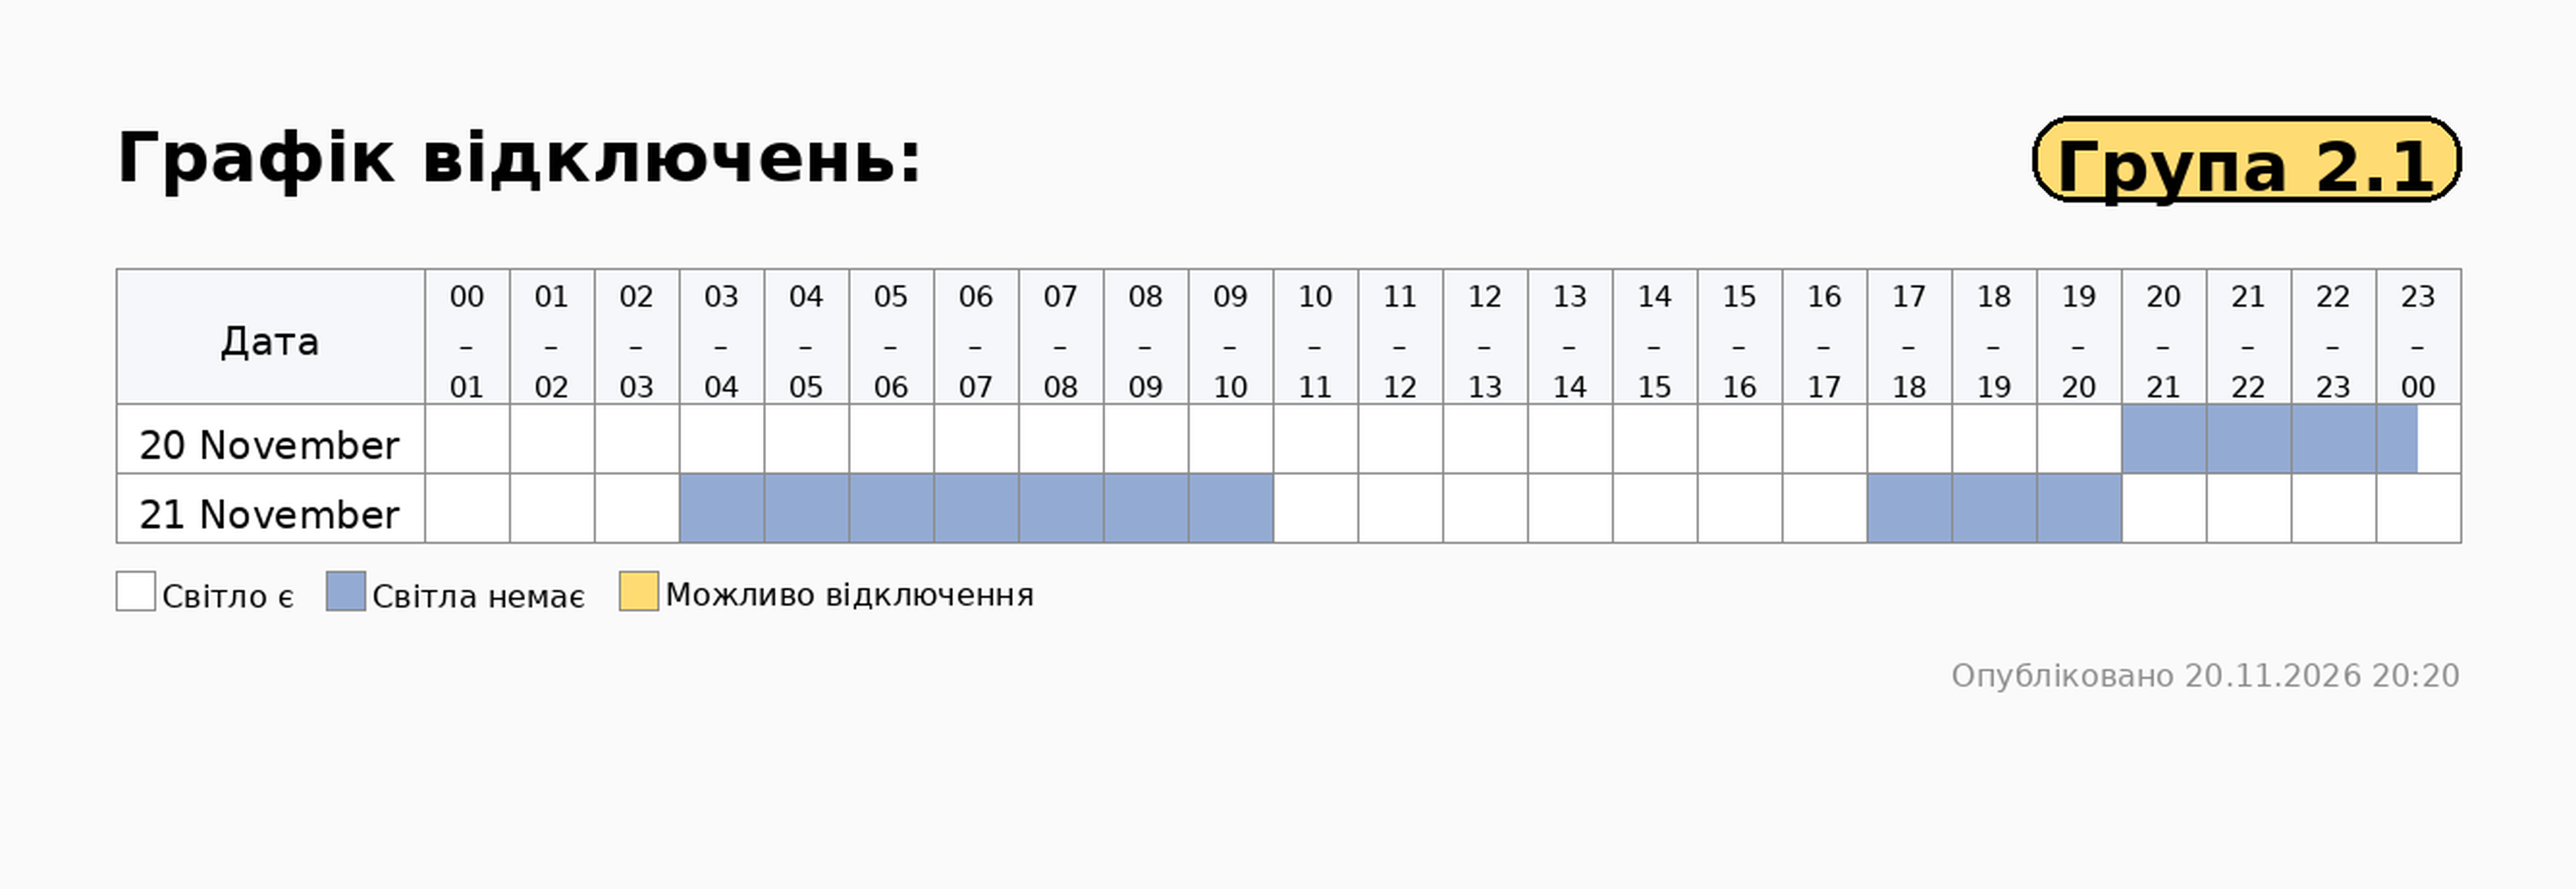 Графік відключень:
Група 2.1
Дата
00 – 01
01 – 02
02 – 03
03 – 04
04 – 05
05 – 06
06 – 07
07 – 08
08 – 09
09 – 10
10 – 11
11 – 12
12 – 13
13 – 14
14 – 15
15 – 16
16 – 17
17 – 18
18 – 19
19 – 20
20 – 21
21 – 22
22 – 23
23 – 00
20 November
21 November
Світло є
Світла немає
Можливо відключення
Опубліковано 20.11.2026 20:20